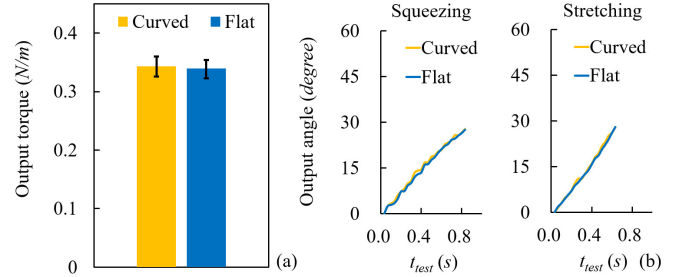 Output torque (N/m)
0.4
0.3
0.2
0.1
0
Curved
Flat
(a)
Squeezing
Output angle (degree)
60
45
30
15
0
Curved
Flat
0.0 0.4 0.8
t_test (s)
Stretching
60
45
30
15
0
Curved
Flat
0.0 0.4 0.8
t_test (s)
(b)